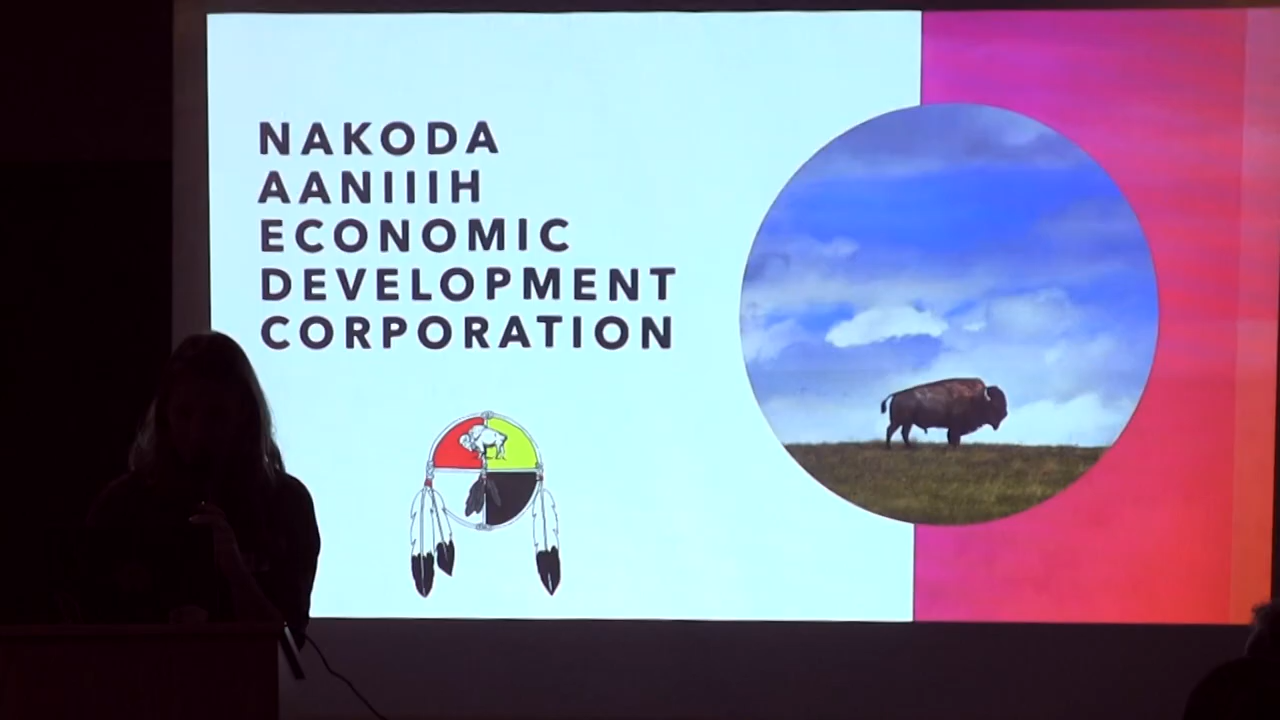 NAKODA
AANIIIH
ECONOMIC
DEVELOPMENT
CORPORATION